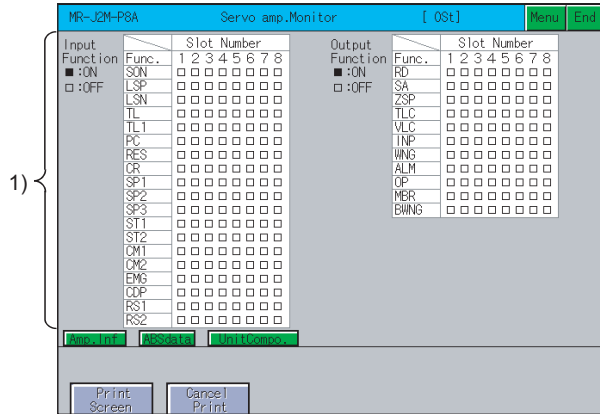 MR-J2M-P8A Servo amp.Monitor [ 0St] Menu End
1)
Input Function
■:ON
□:OFF
Slot Number
Func. 1 2 3 4 5 6 7 8
SON
LSP
LSN
TL
TL1
PC
RES
CR
SP1
SP2
SP3
ST1
ST2
CM1
CM2
EMG
CDP
RS1
RS2
Output Function
■:ON
□:OFF
Slot Number
Func. 1 2 3 4 5 6 7 8
RD
SA
ZSP
TLC
VLC
INP
WNG
ALM
OP
MBR
BWNG
Amp.Inf ABSdata UnitCompo.
Print Screen
Cancel Print